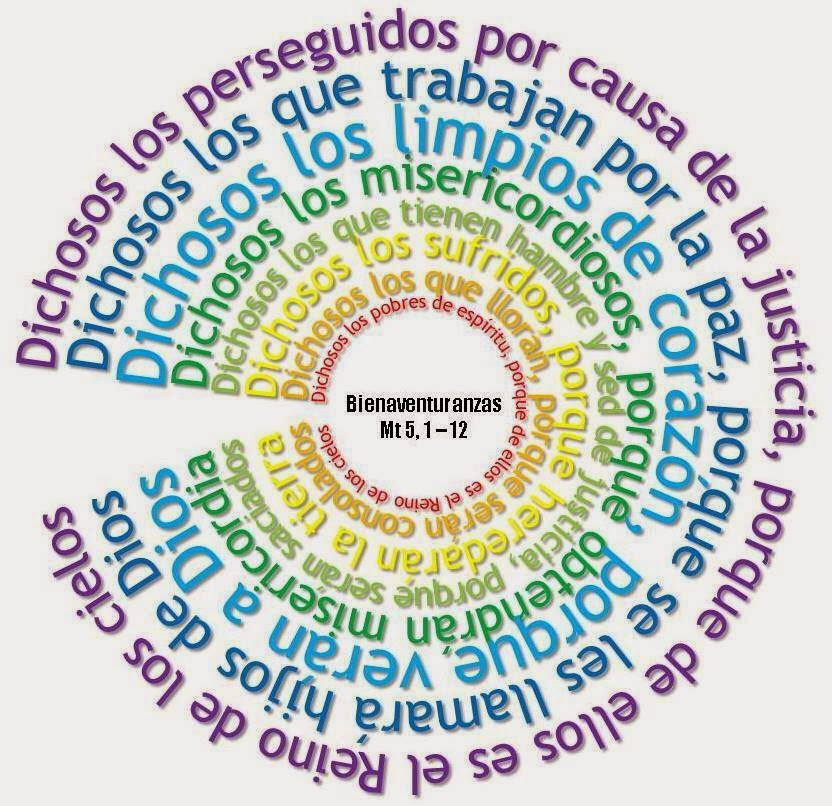 Bienaventuranzas
Mt 5, 1 – 12
Dichosos los pobres de espíritu, porque de ellos es el Reino de los cielos
Dichosos los que lloran, porque serán consolados
Dichosos los sufridos, porque heredarán la tierra
Dichosos los que tienen hambre y sed de justicia, porque serán saciados
Dichosos los misericordiosos, porque, obtendrán misericordia
Dichosos los limpios de corazón, porque, verán a Dios
Dichosos los que trabajan por la paz, porque se les llamará hijos de Dios
Dichosos los perseguidos por causa de la justicia, porque de ellos es el Reino de los cielos